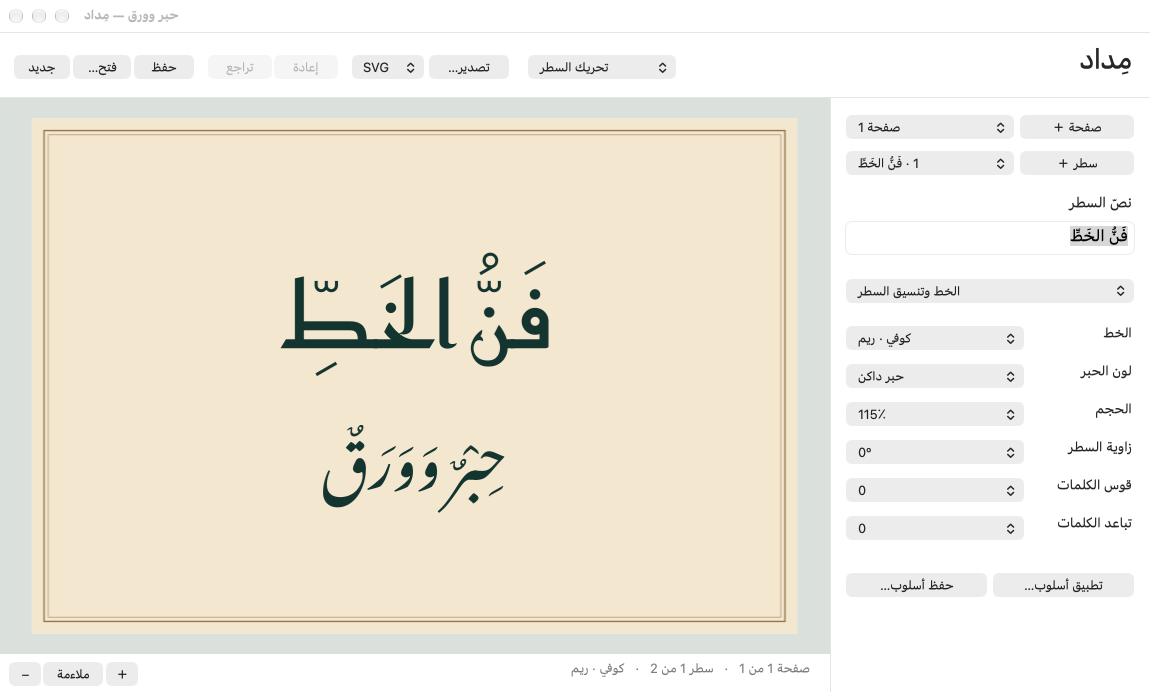 حبر وورق — مِداد
مِداد
جديد
فتح...
حفظ
تراجع
إعادة
SVG
تصدير...
تحريك السطر
صفحة +
صفحة 1
سطر +
1 · فَنُّ الخَطِّ
نصّ السطر
فَنُّ الخَطِّ
الخط وتنسيق السطر
الخط
كوفي · ريم
لون الحبر
حبر داكن
الحجم
115٪
زاوية السطر
0°
قوس الكلمات
0
تباعد الكلمات
0
تطبيق أسلوب...
حفظ أسلوب...
فَنُّ الخَطِّ
حِبْرٌ وَوَرَقٌ
صفحة 1 من 1 · سطر 1 من 2 · كوفي · ريم
–
ملاءمة
+